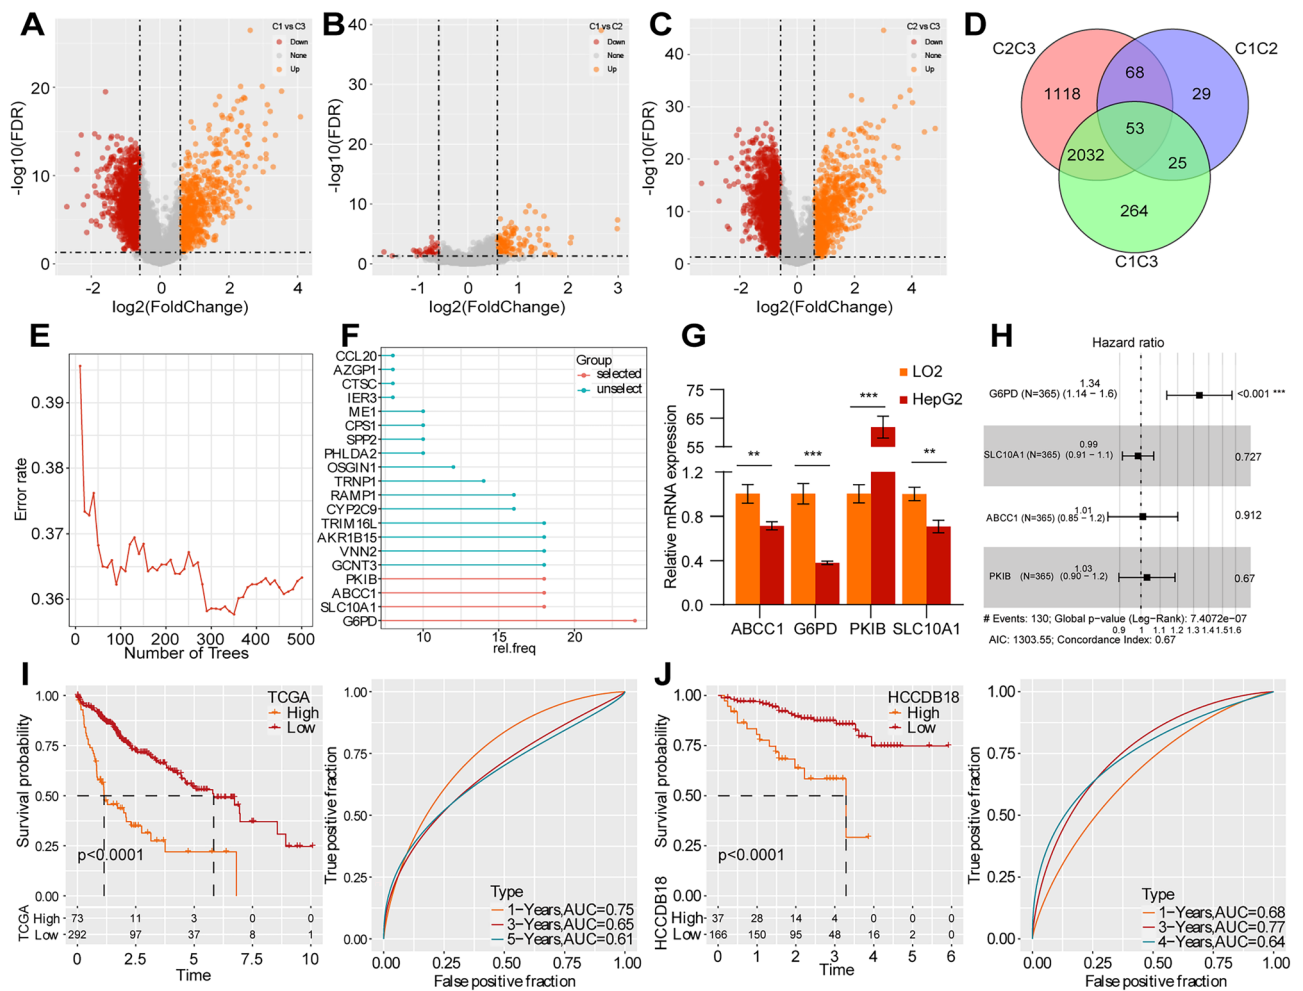 A
C1 vs C3
Down
None
Up
-log10(FDR)
20
10
0
-2
0
2
4
log2(FoldChange)
B
C1 vs C2
Down
None
Up
-log10(FDR)
40
30
20
10
0
-1
0
1
2
3
log2(FoldChange)
C
C2 vs C3
Down
None
Up
-log10(FDR)
40
30
20
10
0
-2
0
2
4
log2(FoldChange)
D
C2C3
C1C2
1118
68
29
53
2032
25
264
C1C3
E
Error rate
0.39
0.38
0.37
0.36
0
100
200
300
400
500
Number of Trees
F
CCL20
AZGP1
CTSC
IER3
ME1
CPS1
SPP2
PHLDA2
OSGIN1
TRNP1
RAMP1
CYP2C9
TRIM16L
AKR1B15
VNN2
GCNT3
PKIB
ABCC1
SLC10A1
G6PD
Group
selected
unselect
10
15
20
rel.freq
G
LO2
HepG2
Relative mRNA expression
75
65
55
1.2
0.8
0.4
0.0
**
***
***
**
ABCC1
G6PD
PKIB
SLC10A1
H
Hazard ratio
G6PD (N=365) 1.34 (1.14 − 1.6) <0.001 ***
SLC10A1 (N=365) 0.99 (0.91 − 1.1) 0.727
ABCC1 (N=365) 1.01 (0.85 − 1.2) 0.912
PKIB (N=365) 1.03 (0.90 − 1.2) 0.67
# Events: 130; Global p-value (Log-Rank): 7.4072e-07
0.9 1 1.1 1.2 1.3 1.4 1.5 1.6
AIC: 1303.55; Concordance Index: 0.67
I
TCGA
High
Low
Survival probability
1.00
0.75
0.50
0.25
0.00
p<0.0001
TCGA
High 73 11 3 0 0
Low 292 97 37 8 1
0 2.5 5 7.5 10
Time
True positive fraction
1.00
0.75
0.50
0.25
0.00
Type
1-Years,AUC=0.75
3-Years,AUC=0.65
5-Years,AUC=0.61
0.00 0.25 0.50 0.75 1.00
False positive fraction
J
HCCDB18
High
Low
Survival probability
1.00
0.75
0.50
0.25
0.00
p<0.0001
HCCDB18
High 37 28 14 4 0 0 0
Low 166 150 95 48 16 2 0
0 1 2 3 4 5 6
Time
True positive fraction
1.00
0.75
0.50
0.25
0.00
Type
1-Years,AUC=0.68
3-Years,AUC=0.77
4-Years,AUC=0.64
0.00 0.25 0.50 0.75 1.00
False positive fraction